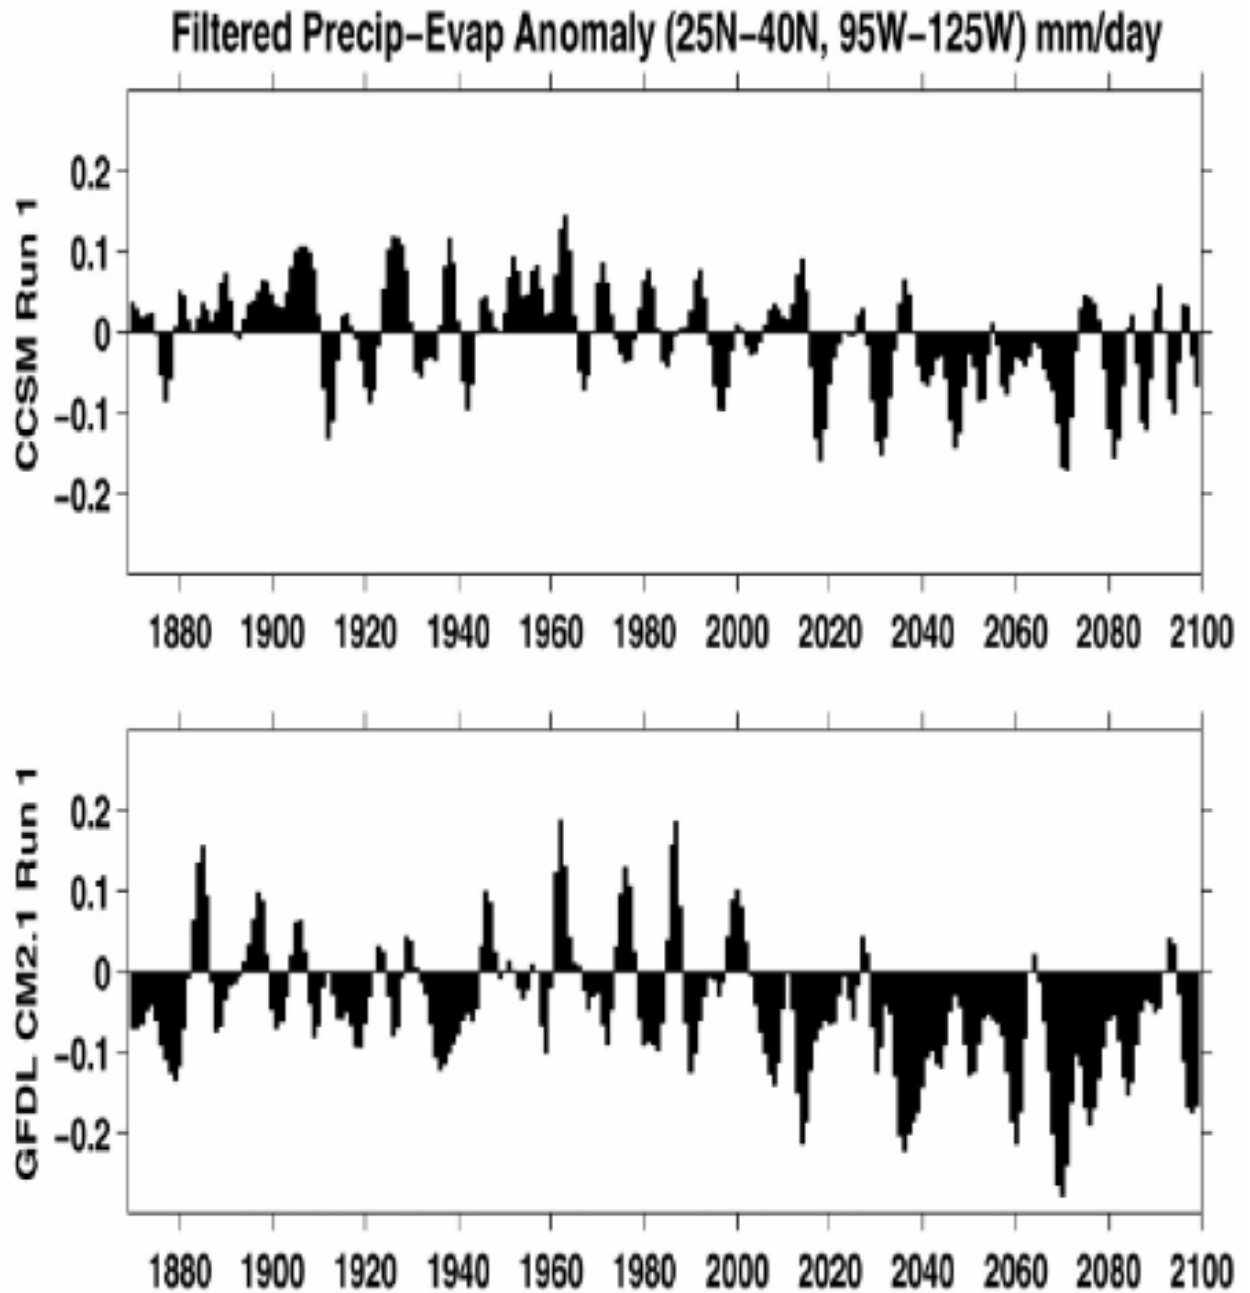 Filtered Precip–Evap Anomaly (25N–40N, 95W–125W) mm/day
CCSM Run 1
0.2
0.1
0
–0.1
–0.2
1880 1900 1920 1940 1960 1980 2000 2020 2040 2060 2080 2100
GFDL CM2.1 Run 1
0.2
0.1
0
–0.1
–0.2
1880 1900 1920 1940 1960 1980 2000 2020 2040 2060 2080 2100